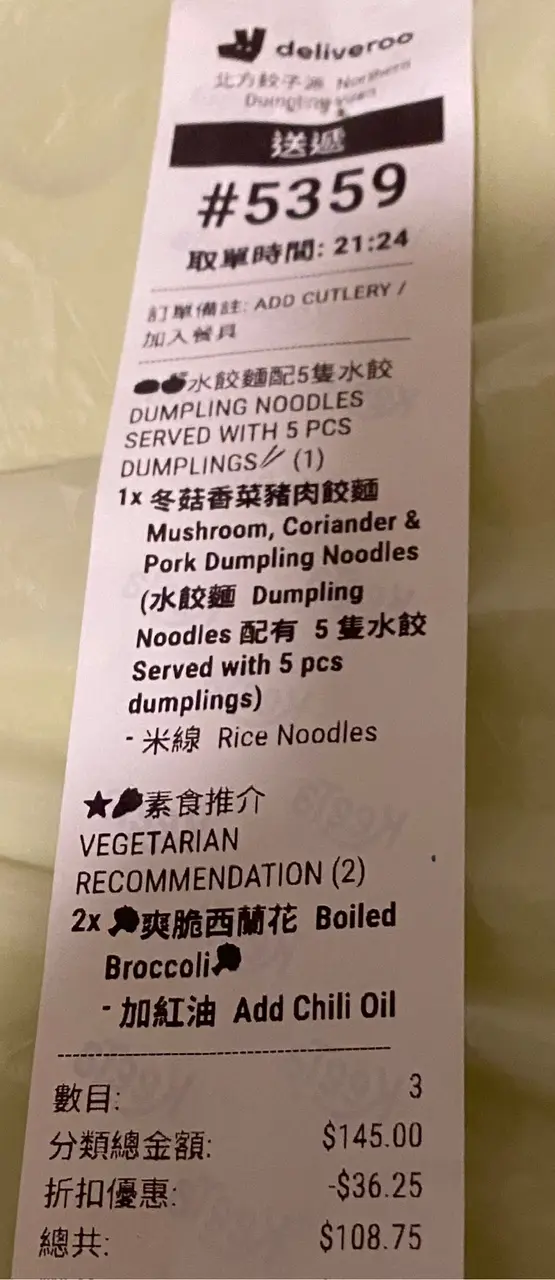 deliveroo
北方餃子源 Northern
Dumpling Yuan
送遞
#5359
取單時間: 21:24
訂單備註: ADD CUTLERY /
加入餐具
水餃麵配5隻水餃
DUMPLING NOODLES
SERVED WITH 5 PCS
DUMPLINGS🥢 (1)
1x 冬菇香菜豬肉餃麵
Mushroom, Coriander &
Pork Dumpling Noodles
(水餃麵 Dumpling
Noodles 配有 5 隻水餃
Served with 5 pcs
dumplings)
- 米線 Rice Noodles
★素食推介
VEGETARIAN
RECOMMENDATION (2)
2x 🥦爽脆西蘭花 Boiled
Broccoli🥦
- 加紅油 Add Chili Oil
數目: 3
分類總金額: $145.00
折扣優惠: -$36.25
總共: $108.75